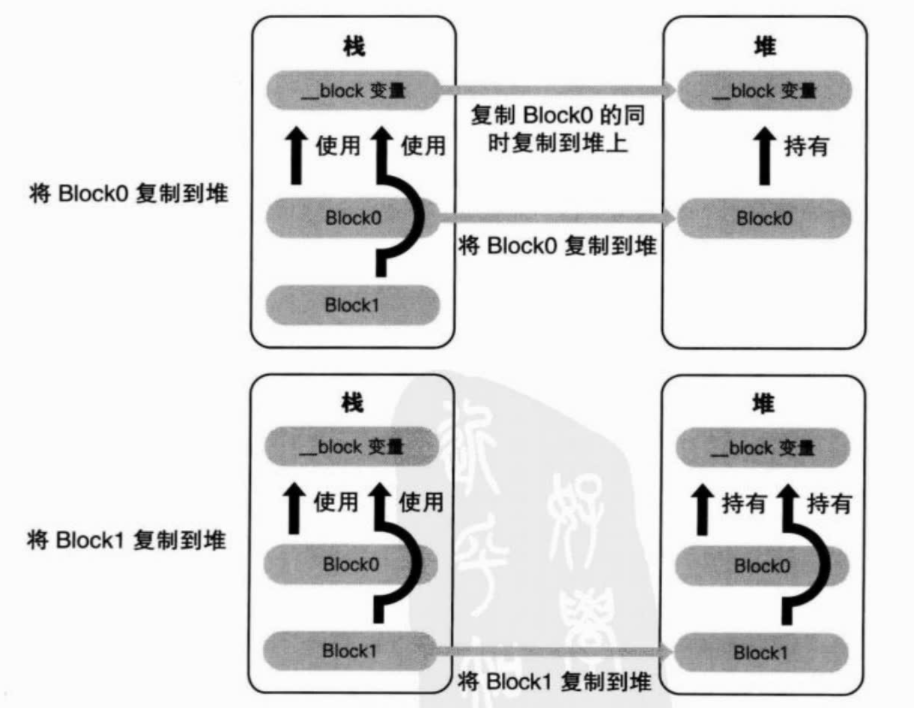 栈
堆
__block 变量
__block 变量
复制 Block0 的同
时复制到堆上
使用
使用
持有
将 Block0 复制到堆
Block0
Block0
将 Block0 复制到堆
Block1
栈
堆
__block 变量
__block 变量
使用
使用
持有
持有
将 Block1 复制到堆
Block0
Block0
Block1
Block1
将 Block1 复制到堆
好